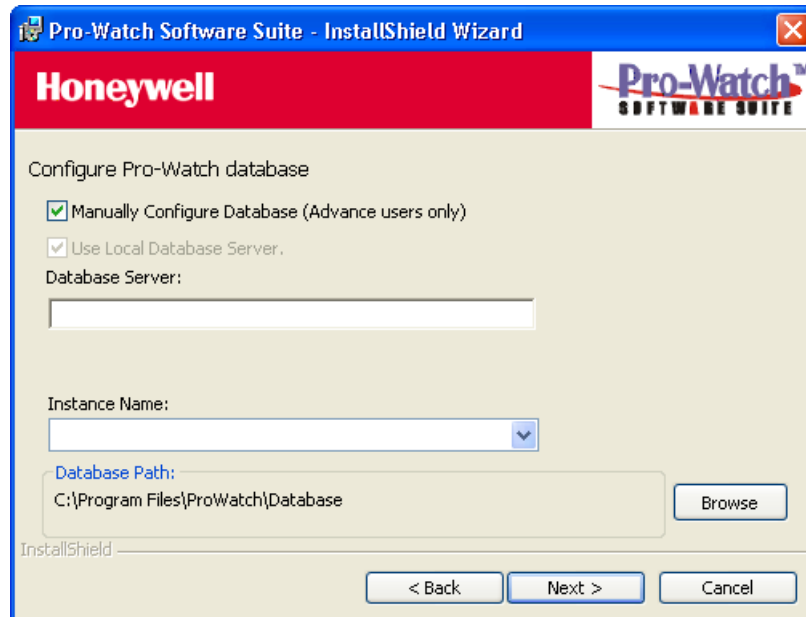 Pro-Watch Software Suite - InstallShield Wizard
Honeywell
Pro-Watch™
SOFTWARE SUITE
Configure Pro-Watch database
Manually Configure Database (Advance users only)
Use Local Database Server.
Database Server:
Instance Name:
Database Path:
C:\Program Files\ProWatch\Database
Browse
InstallShield
< Back
Next >
Cancel